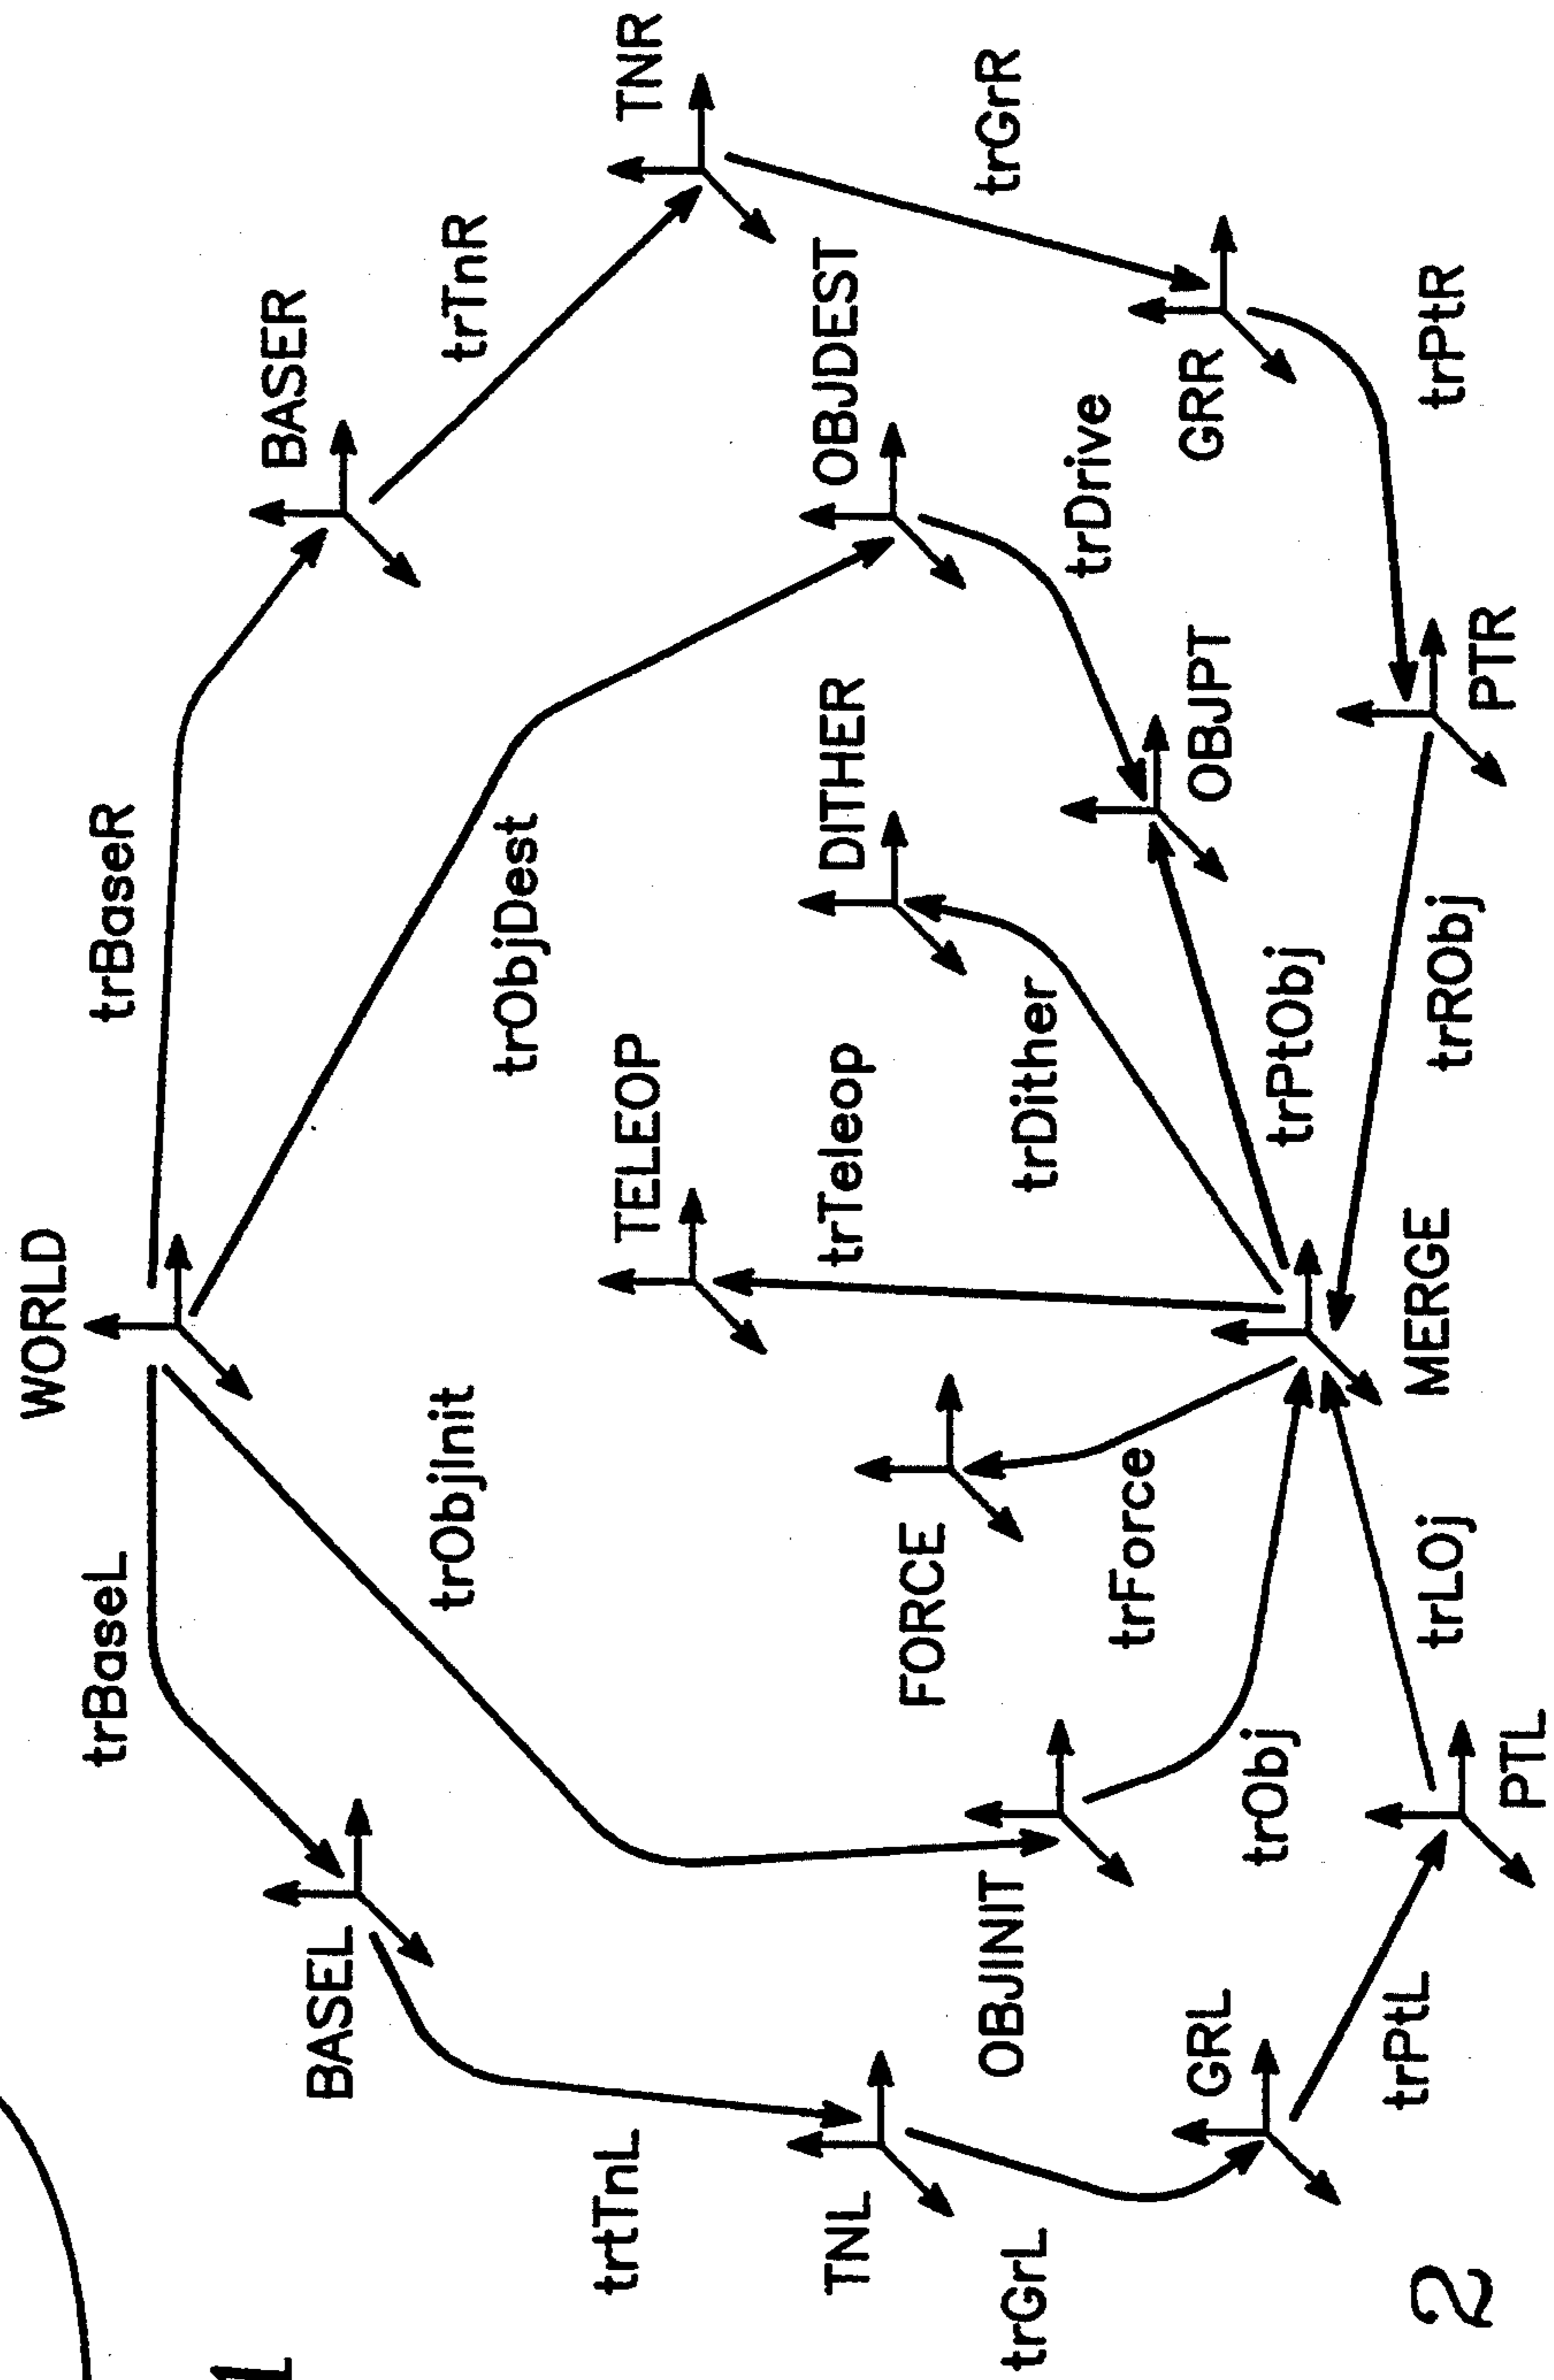 WORLD
trBaseL
trBaseR
BASEL
BASER
trObjInit
trTnR
trObjDest
trtTnL
TELEOP
TNR
TNL
FORCE
trTeleop
DITHER
OBJDEST
OBJINIT
trGrL
trForce
trDither
trDrive
trGrR
GRL
trObj
trPtObj
OBJPT
GRR
trPtL
trLOj
MERGE
trRObj
trPtR
PTL
PTR
2